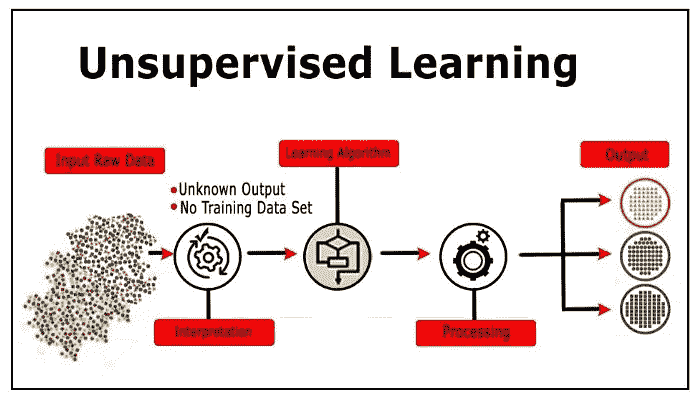 Unsupervised Learning
Input Raw Data
Learning Algorithm
Output
Unknown Output
No Training Data Set
Interpretation
Processing